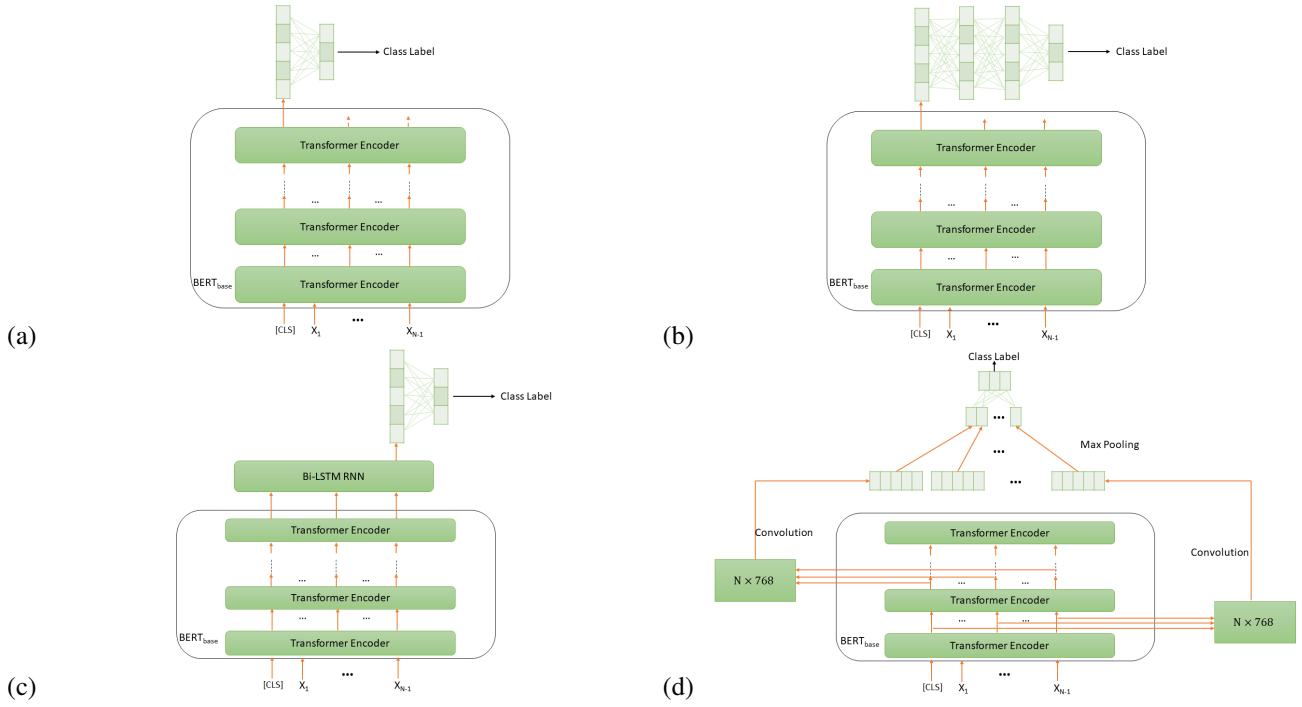 Class Label
Transformer Encoder
...
... ...
Transformer Encoder
... ...
BERTbase
Transformer Encoder
[CLS] X1 ... XN-1
(a)
Class Label
Transformer Encoder
... ...
Transformer Encoder
... ...
BERTbase
Transformer Encoder
[CLS] X1 ... XN-1
(b)
Class Label
Bi-LSTM RNN
Transformer Encoder
... ...
Transformer Encoder
... ...
BERTbase
Transformer Encoder
[CLS] X1 ... XN-1
(c)
Class Label
...
Max Pooling
...
...
Convolution
Transformer Encoder
Convolution
N × 768
... ...
Transformer Encoder
... ...
N × 768
BERTbase
Transformer Encoder
[CLS] X1 ... XN-1
(d)